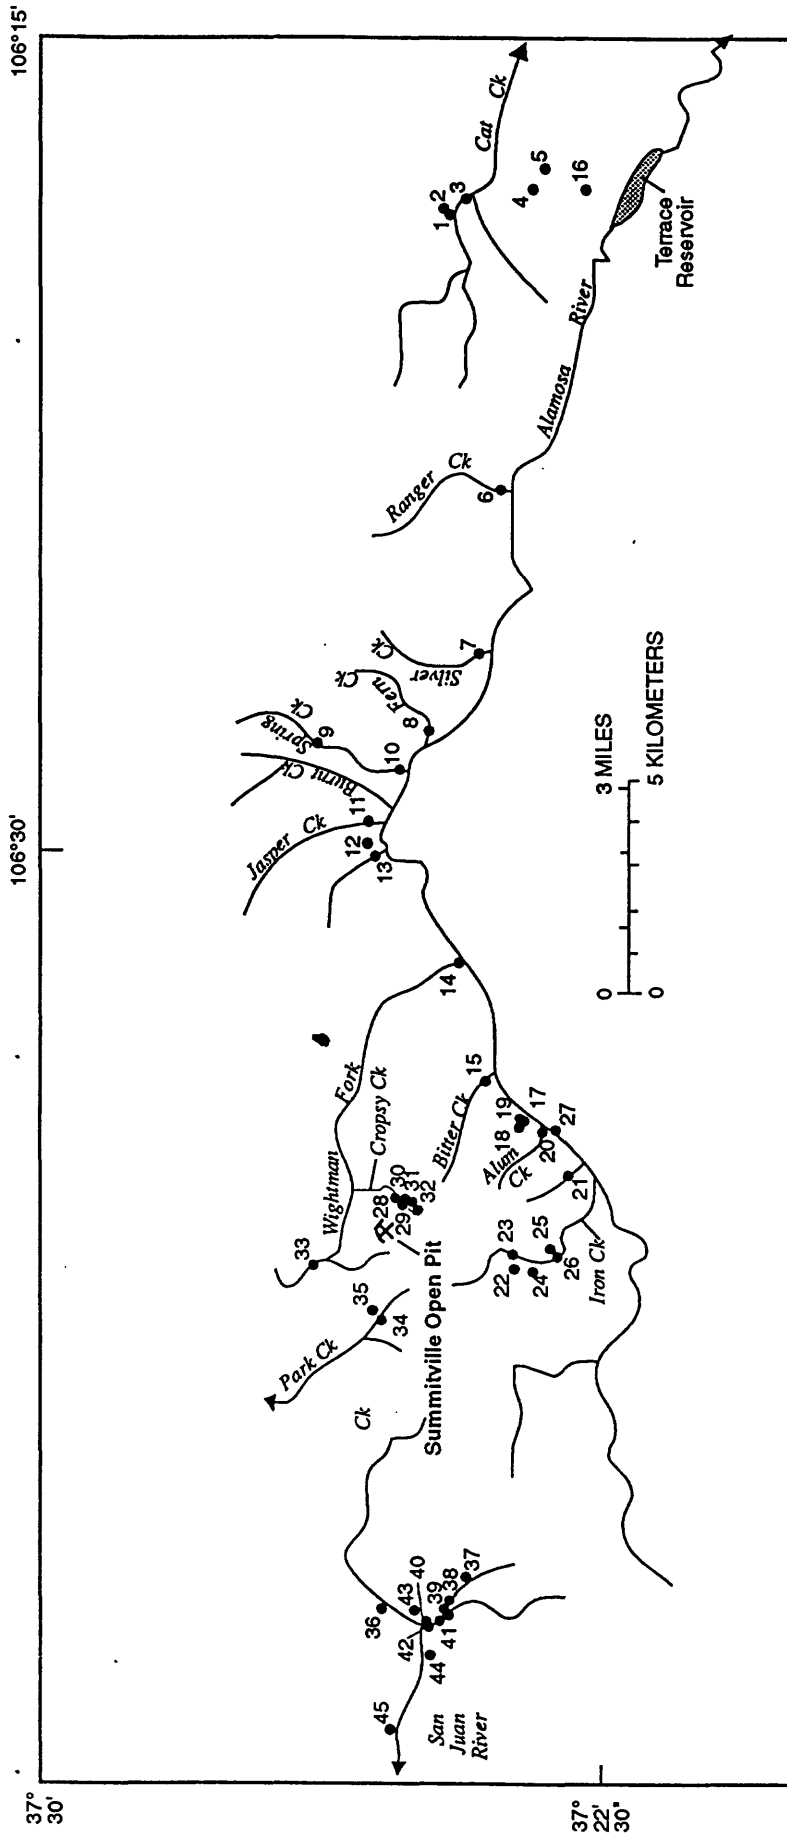 106°15'
106°30'
37°
30'
37°
22'
30"
Cat Ck
1
2
3
4
5
16
Terrace
Reservoir
Alamosa River
Ranger Ck
6
Silver Ck
7
Fern Ck
8
Spring Ck
9
10
Burnt Ck
11
Jasper Ck
12
13
14
Wightman Fork
Cropsy Ck
Bitter Ck
15
17
18
19
20
27
Alum
Ck
21
28
29
30
31
32
33
Summitville Open Pit
22
23
24
25
26
Iron Ck
34
35
Park Ck
Ck
36
37
38
39
40
41
42
43
44
45
San
Juan
River
0 3 MILES
0 5 KILOMETERS